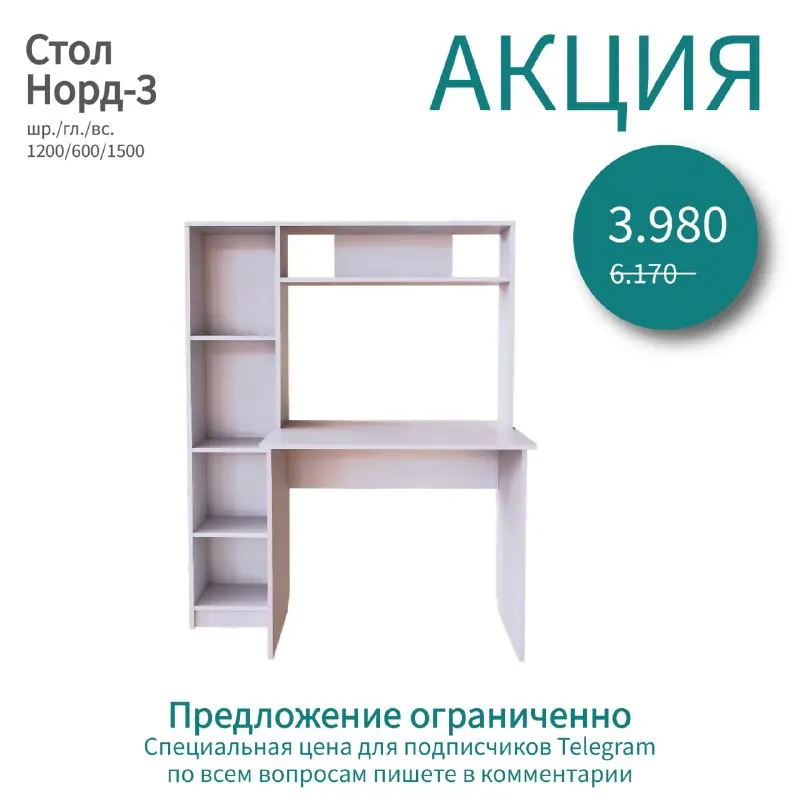 Стол
Норд-3
шр./гл./вс.
1200/600/1500
АКЦИЯ
3.980
6.170
Предложение ограниченно
Специальная цена для подписчиков Telegram
по всем вопросам пишете в комментарии